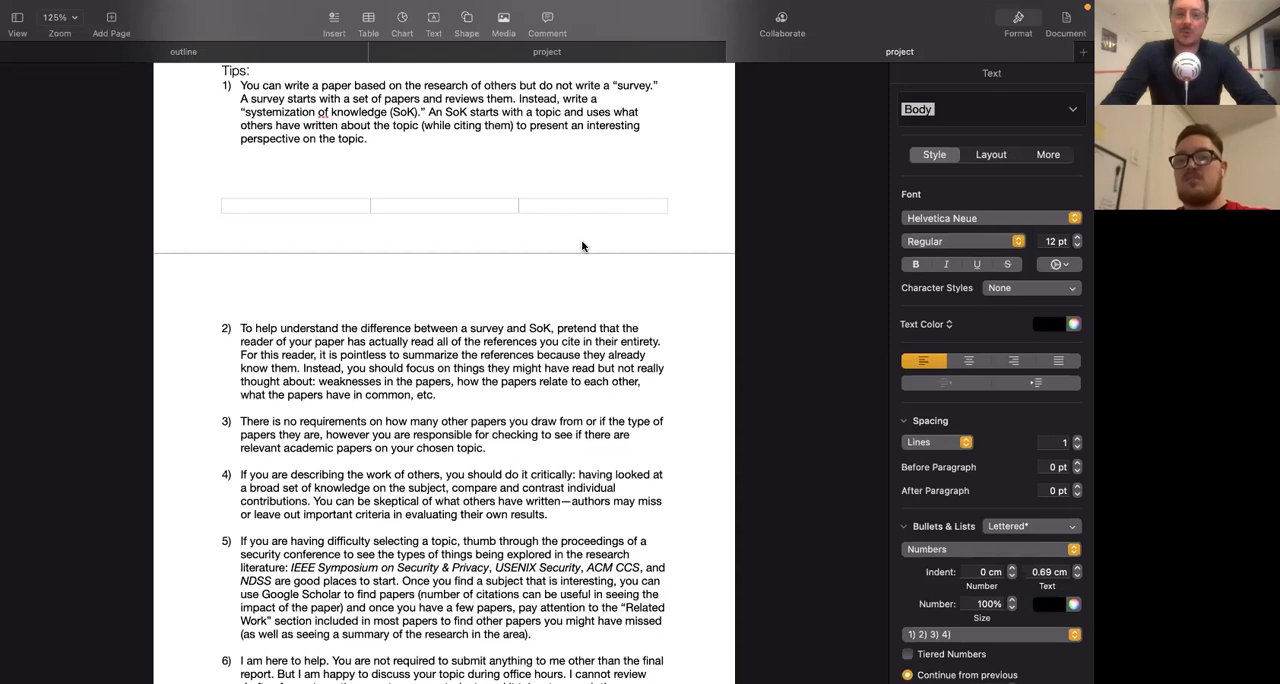 125%
View
Zoom
Add Page
Insert
Table
Chart
Text
Shape
Media
Comment
Collaborate
Format
Document
outline
project
project
Tips:
1) You can write a paper based on the research of others but do not write a “survey.”
A survey starts with a set of papers and reviews them. Instead, write a
“systemization of knowledge (SoK).” An SoK starts with a topic and uses what
others have written about the topic (while citing them) to present an interesting
perspective on the topic.
2) To help understand the difference between a survey and SoK, pretend that the
reader of your paper has actually read all of the references you cite in their entirety.
For this reader, it is pointless to summarize the references because they already
know them. Instead, you should focus on things they might have read but not really
thought about: weaknesses in the papers, how the papers relate to each other,
what the papers have in common, etc.
3) There is no requirements on how many other papers you draw from or if the type of
papers they are, however you are responsible for checking to see if there are
relevant academic papers on your chosen topic.
4) If you are describing the work of others, you should do it critically: having looked at
a broad set of knowledge on the subject, compare and contrast individual
contributions. You can be skeptical of what others have written—authors may miss
or leave out important criteria in evaluating their own results.
5) If you are having difficulty selecting a topic, thumb through the proceedings of a
security conference to see the types of things being explored in the research
literature: IEEE Symposium on Security & Privacy, USENIX Security, ACM CCS, and
NDSS are good places to start. Once you find a subject that is interesting, you can
use Google Scholar to find papers (number of citations can be useful in seeing the
impact of the paper) and once you have a few papers, pay attention to the “Related
Work” section included in most papers to find other papers you might have missed
(as well as seeing a summary of the research in the area).
6) I am here to help. You are not required to submit anything to me other than the final
report. But I am happy to discuss your topic during office hours. I cannot review
Text
Body
Style
Layout
More
Font
Helvetica Neue
Regular
12 pt
B I U S
Character Styles
None
Text Color
Spacing
Lines
1
Before Paragraph
0 pt
After Paragraph
0 pt
Bullets & Lists
Lettered*
Numbers
Indent:
0 cm
0.69 cm
Number
Text
Number:
100%
Size
1) 2) 3) 4)
Tiered Numbers
Continue from previous